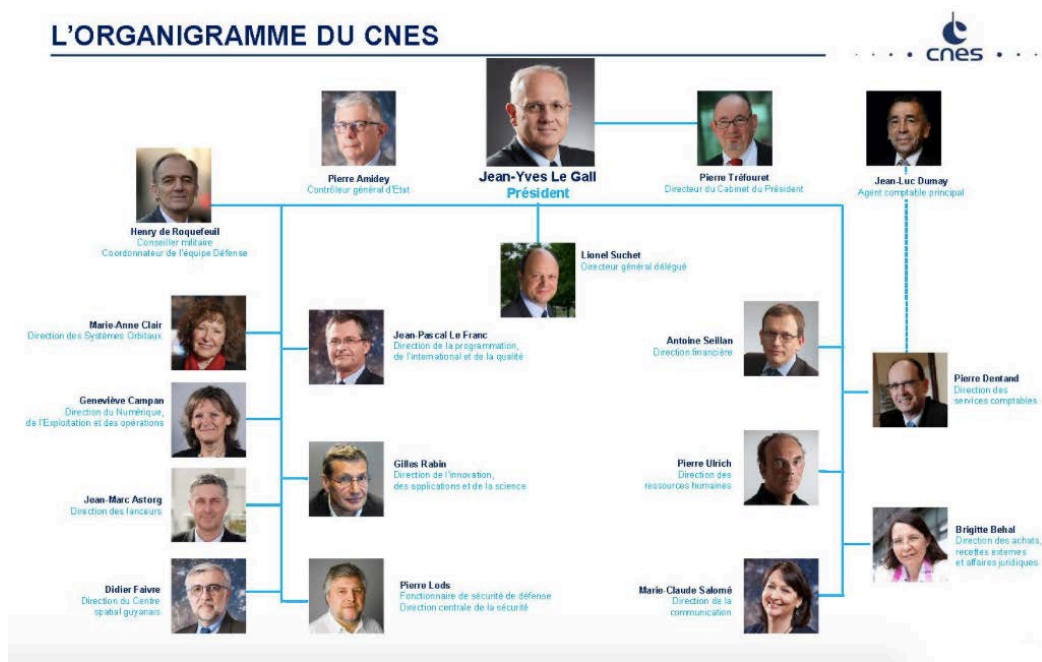 L'ORGANIGRAMME DU CNES
cnes
Pierre Amidey
Contrôleur général d'Etat
Jean-Yves Le Gall
Président
Pierre Tréfouret
Directeur du Cabinet du Président
Jean-Luc Dumay
Agent comptable principal
Henry de Roquefeuil
Conseiller militaire
Coordonnateur de l'équipe Défense
Lionel Suchet
Directeur général délégué
Marie-Anne Clair
Direction des Systèmes Orbitaux
Jean-Pascal Le Franc
Direction de la programmation,
de l'international et de la qualité
Antoine Seillan
Direction financière
Pierre Dentand
Direction des
services comptables
Geneviève Campan
Direction du Numérique,
de l'Exploitation et des opérations
Gilles Rabin
Direction de l'innovation,
des applications et de la science
Pierre Ulrich
Direction des
ressources humaines
Jean-Marc Astorg
Direction des lanceurs
Brigitte Behal
Direction des achats,
recettes externes
et affaires juridiques
Didier Faivre
Direction du Centre
spatial guyanais
Pierre Lods
Fonctionnaire de sécurité de défense
Direction centrale de la sécurité
Marie-Claude Salomé
Direction de la
communication